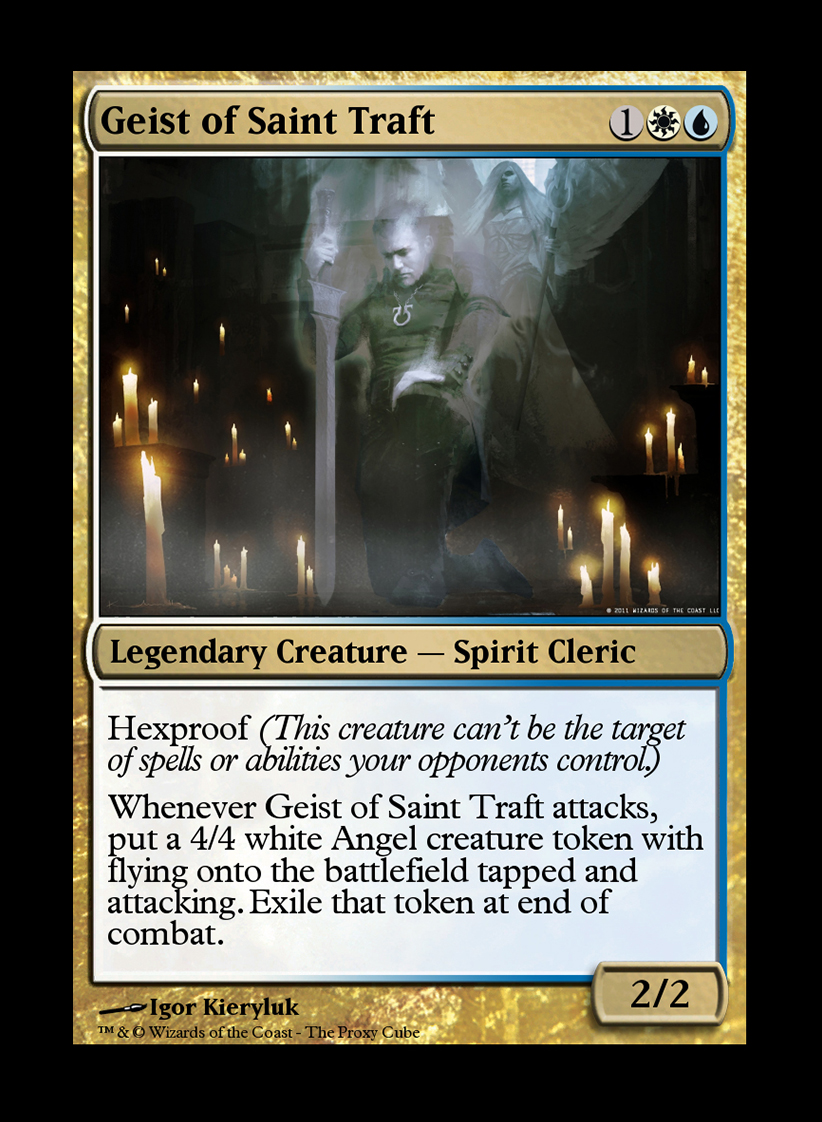 Geist of Saint Traft 1
© 2011 WIZARDS OF THE COAST LLC
Legendary Creature — Spirit Cleric
Hexproof (This creature can't be the target
of spells or abilities your opponents control.)
Whenever Geist of Saint Traft attacks,
put a 4/4 white Angel creature token with
flying onto the battlefield tapped and
attacking. Exile that token at end of
combat.
2/2
Igor Kieryluk
™ & © Wizards of the Coast - The Proxy Cube